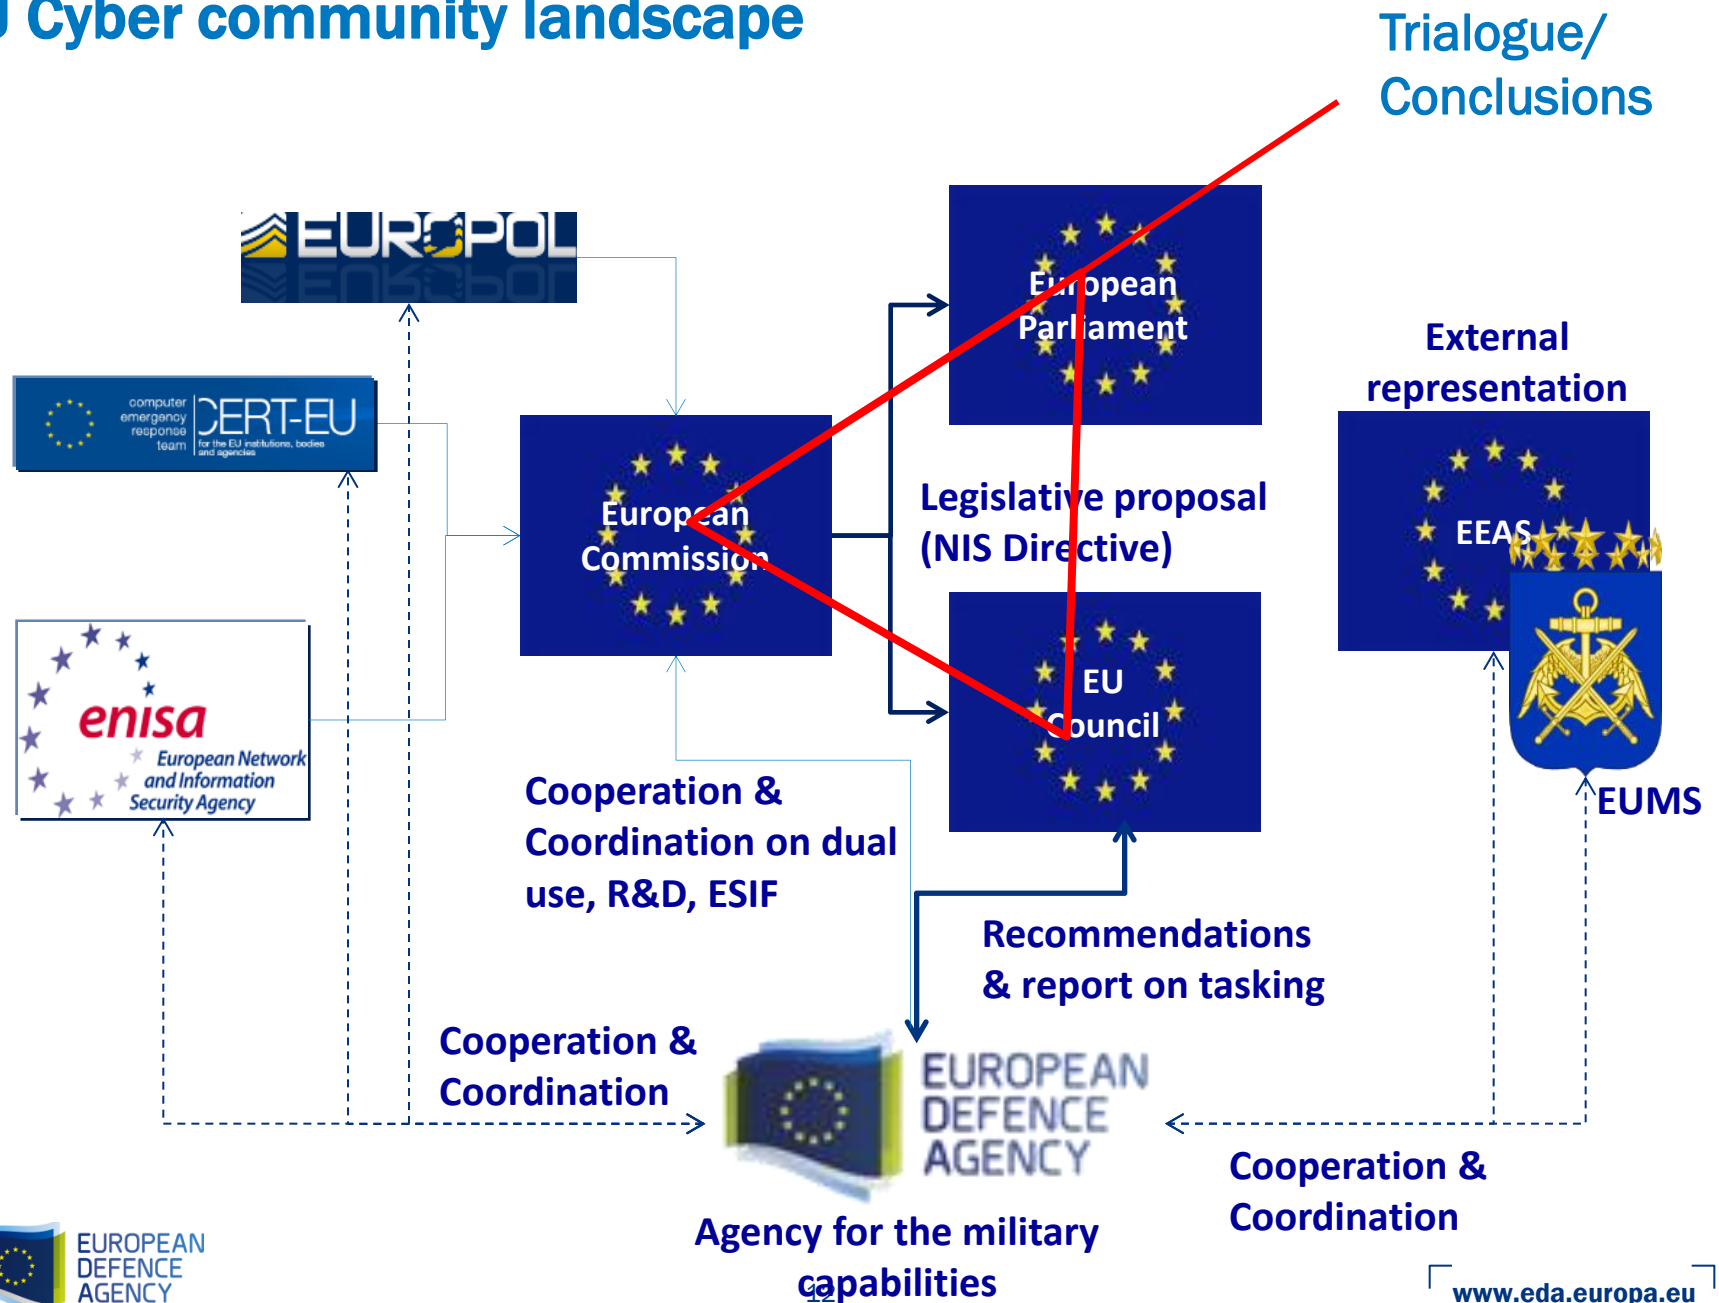 Cyber community landscape
Trialogue/
Conclusions
EUROPOL
European
Parliament
External
representation
computer
emergency
response
team
CERT-EU
for the EU institutions, bodies
and agencies
European
Commission
Legislative proposal
(NIS Directive)
EEAS
enisa
European Network
and Information
Security Agency
EU
Council
EUMS
Cooperation &
Coordination on dual
use, R&D, ESIF
Recommendations
& report on tasking
Cooperation &
Coordination
EUROPEAN
DEFENCE
AGENCY
Cooperation &
Coordination
Agency for the military
capabilities
EUROPEAN
DEFENCE
AGENCY
12
www.eda.europa.eu